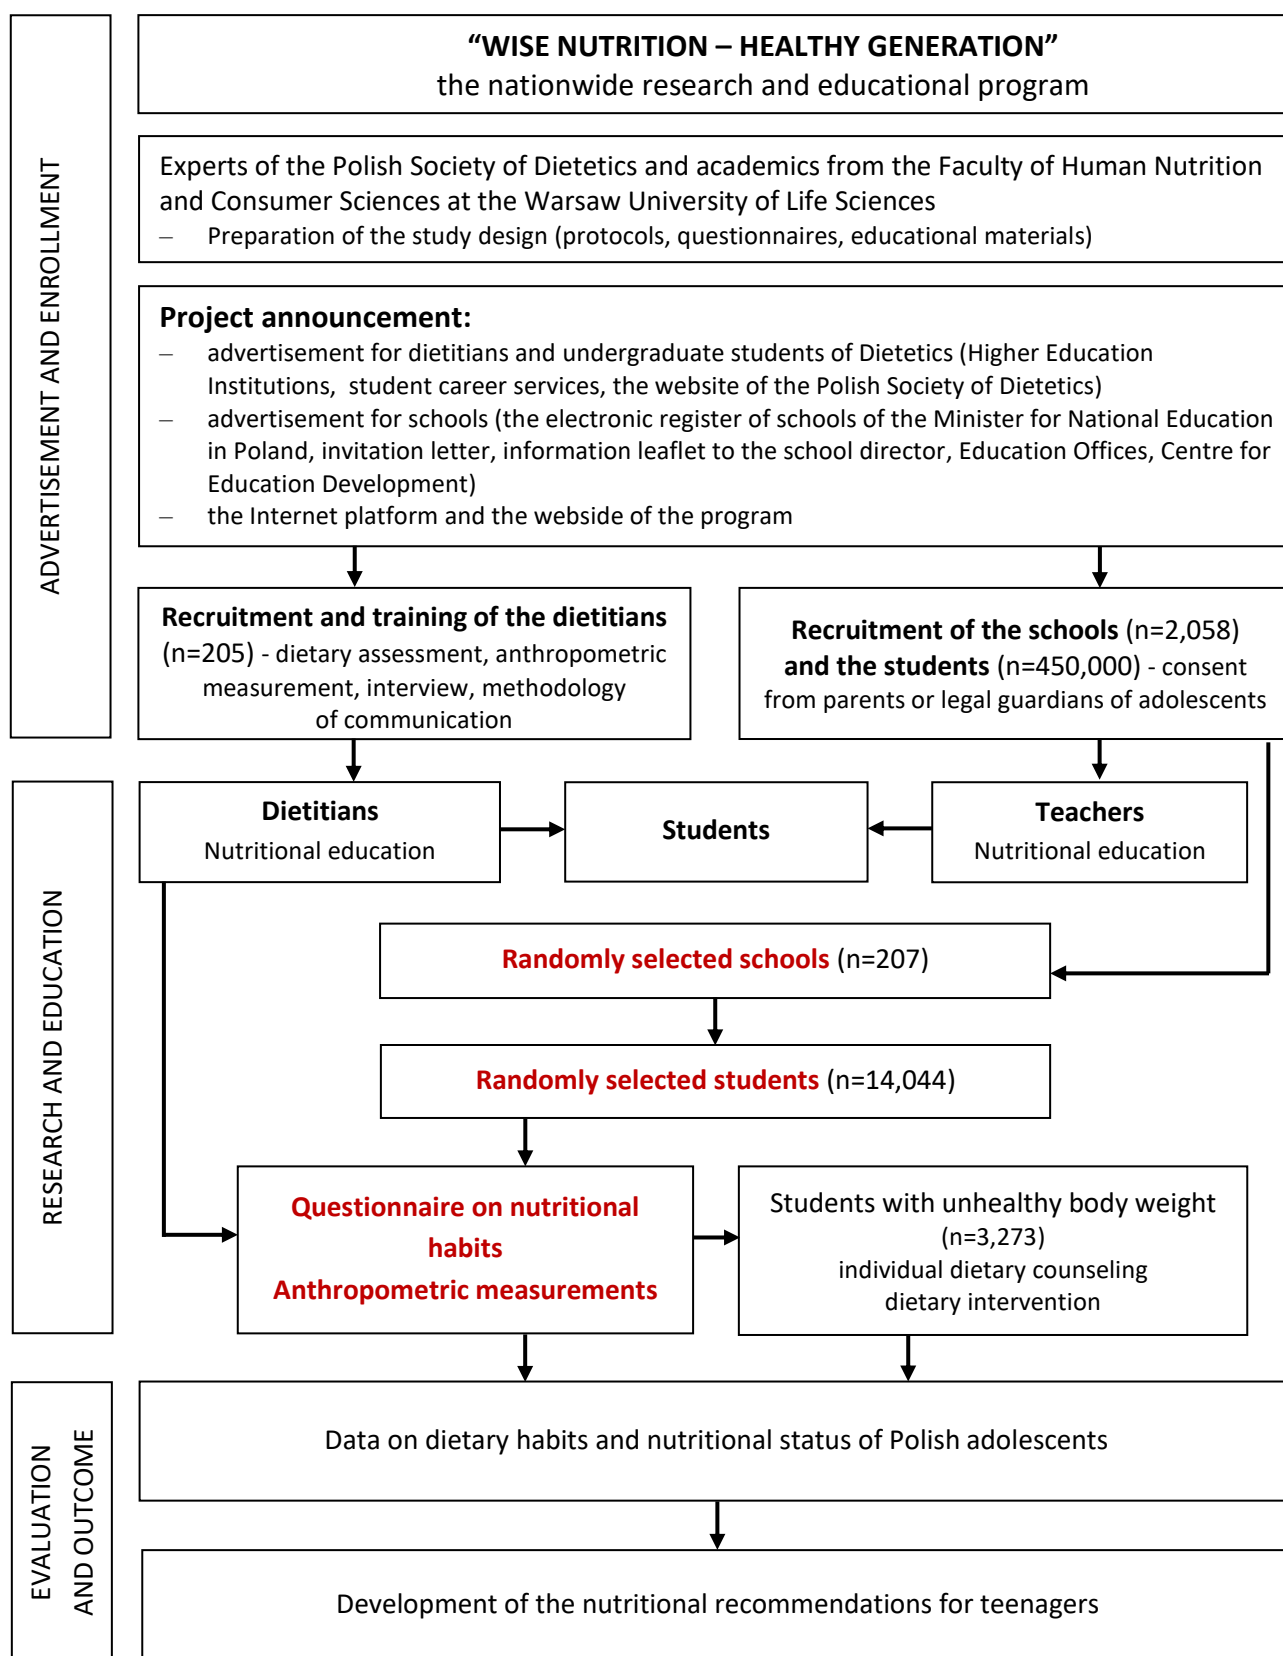 “WISE NUTRITION – HEALTHY GENERATION”
the nationwide research and educational program
ADVERTISEMENT AND ENROLLMENT
Experts of the Polish Society of Dietetics and academics from the Faculty of Human Nutrition
and Consumer Sciences at the Warsaw University of Life Sciences
– Preparation of the study design (protocols, questionnaires, educational materials)
Project announcement:
– advertisement for dietitians and undergraduate students of Dietetics (Higher Education
Institutions, student career services, the website of the Polish Society of Dietetics)
– advertisement for schools (the electronic register of schools of the Minister for National Education
in Poland, invitation letter, information leaflet to the school director, Education Offices, Centre for
Education Development)
– the Internet platform and the webside of the program
Recruitment and training of the dietitians
(n=205) - dietary assessment, anthropometric
measurement, interview, methodology
of communication
Recruitment of the schools (n=2,058)
and the students (n=450,000) - consent
from parents or legal guardians of adolescents
RESEARCH AND EDUCATION
Dietitians
Nutritional education
Students
Teachers
Nutritional education
Randomly selected schools (n=207)
Randomly selected students (n=14,044)
Questionnaire on nutritional
habits
Anthropometric measurements
Students with unhealthy body weight
(n=3,273)
individual dietary counseling
dietary intervention
EVALUATION
AND OUTCOME
Data on dietary habits and nutritional status of Polish adolescents
Development of the nutritional recommendations for teenagers